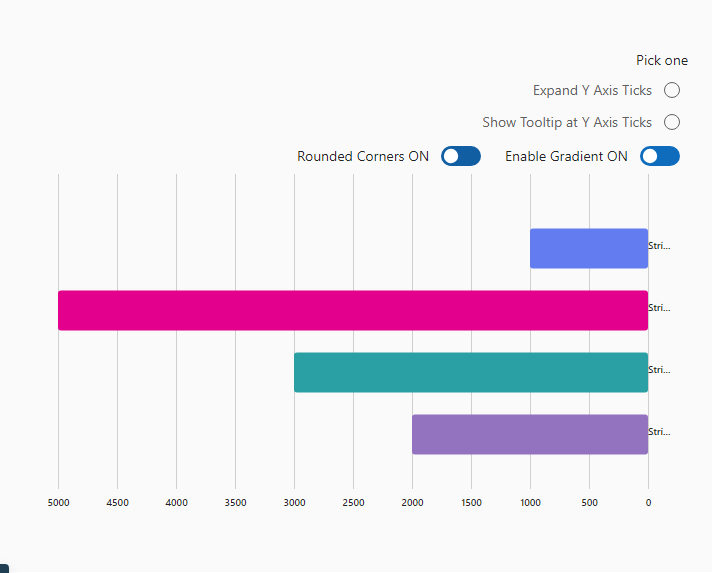 Pick one
Expand Y Axis Ticks
Show Tooltip at Y Axis Ticks
Rounded Corners ON Enable Gradient ON
Stri...
Stri...
Stri...
Stri...
5000 4500 4000 3500 3000 2500 2000 1500 1000 500 0